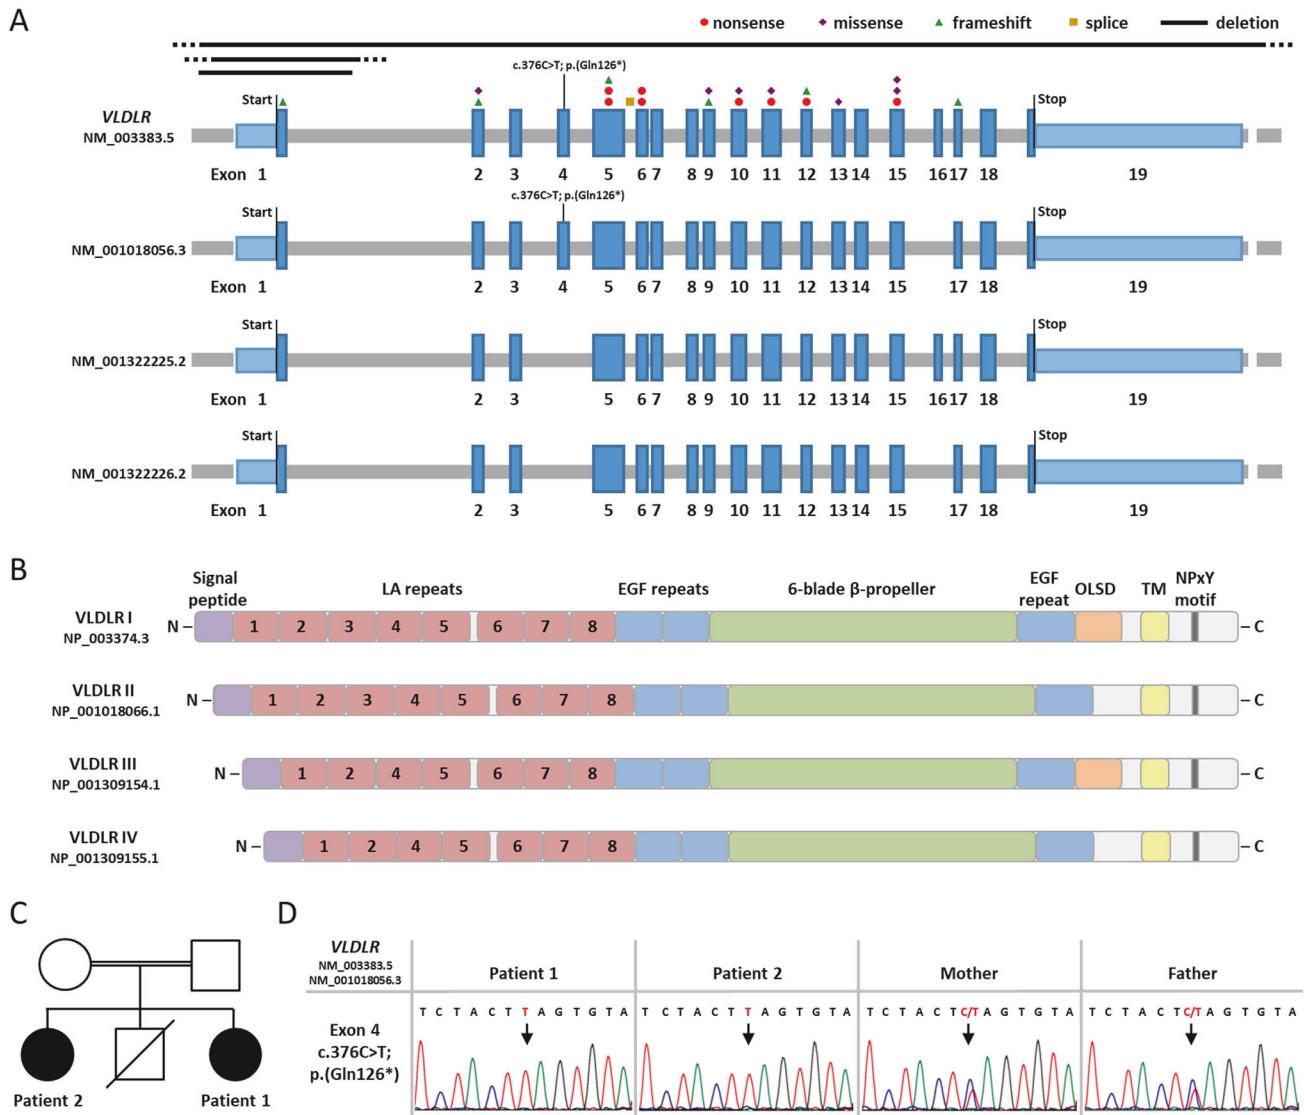 A
nonsense missense frameshift splice deletion
c.376C>T; p.(Gln126*)
Start
Stop
VLDLR
NM_003383.5
Exon 1 2 3 4 5 6 7 8 9 10 11 12 13 14 15 16 17 18 19
c.376C>T; p.(Gln126*)
Start
Stop
NM_001018056.3
Exon 1 2 3 4 5 6 7 8 9 10 11 12 13 14 15 17 18 19
Start
Stop
NM_001322225.2
Exon 1 2 3 5 6 7 8 9 10 11 12 13 14 15 16 17 18 19
Start
Stop
NM_001322226.2
Exon 1 2 3 5 6 7 8 9 10 11 12 13 14 15 17 18 19
B
Signal
peptide
LA repeats
EGF repeats
6-blade β-propeller
EGF
repeat
OLSD
TM
NPxY
motif
VLDLR I
NP_003374.3
N – 1 2 3 4 5 6 7 8 – C
VLDLR II
NP_001018066.1
N – 1 2 3 4 5 6 7 8 – C
VLDLR III
NP_001309154.1
N – 1 2 4 5 6 7 8 – C
VLDLR IV
NP_001309155.1
N – 1 2 4 5 6 7 8 – C
C
Patient 2
Patient 1
D
VLDLR
NM_003383.5
NM_001018056.3
Patient 1 Patient 2 Mother Father
Exon 4
c.376C>T;
p.(Gln126*)
T C T A C T T A G T G T A
T C T A C T T A G T G T A
T C T A C T C/T A G T G T A
T C T A C T C/T A G T G T A